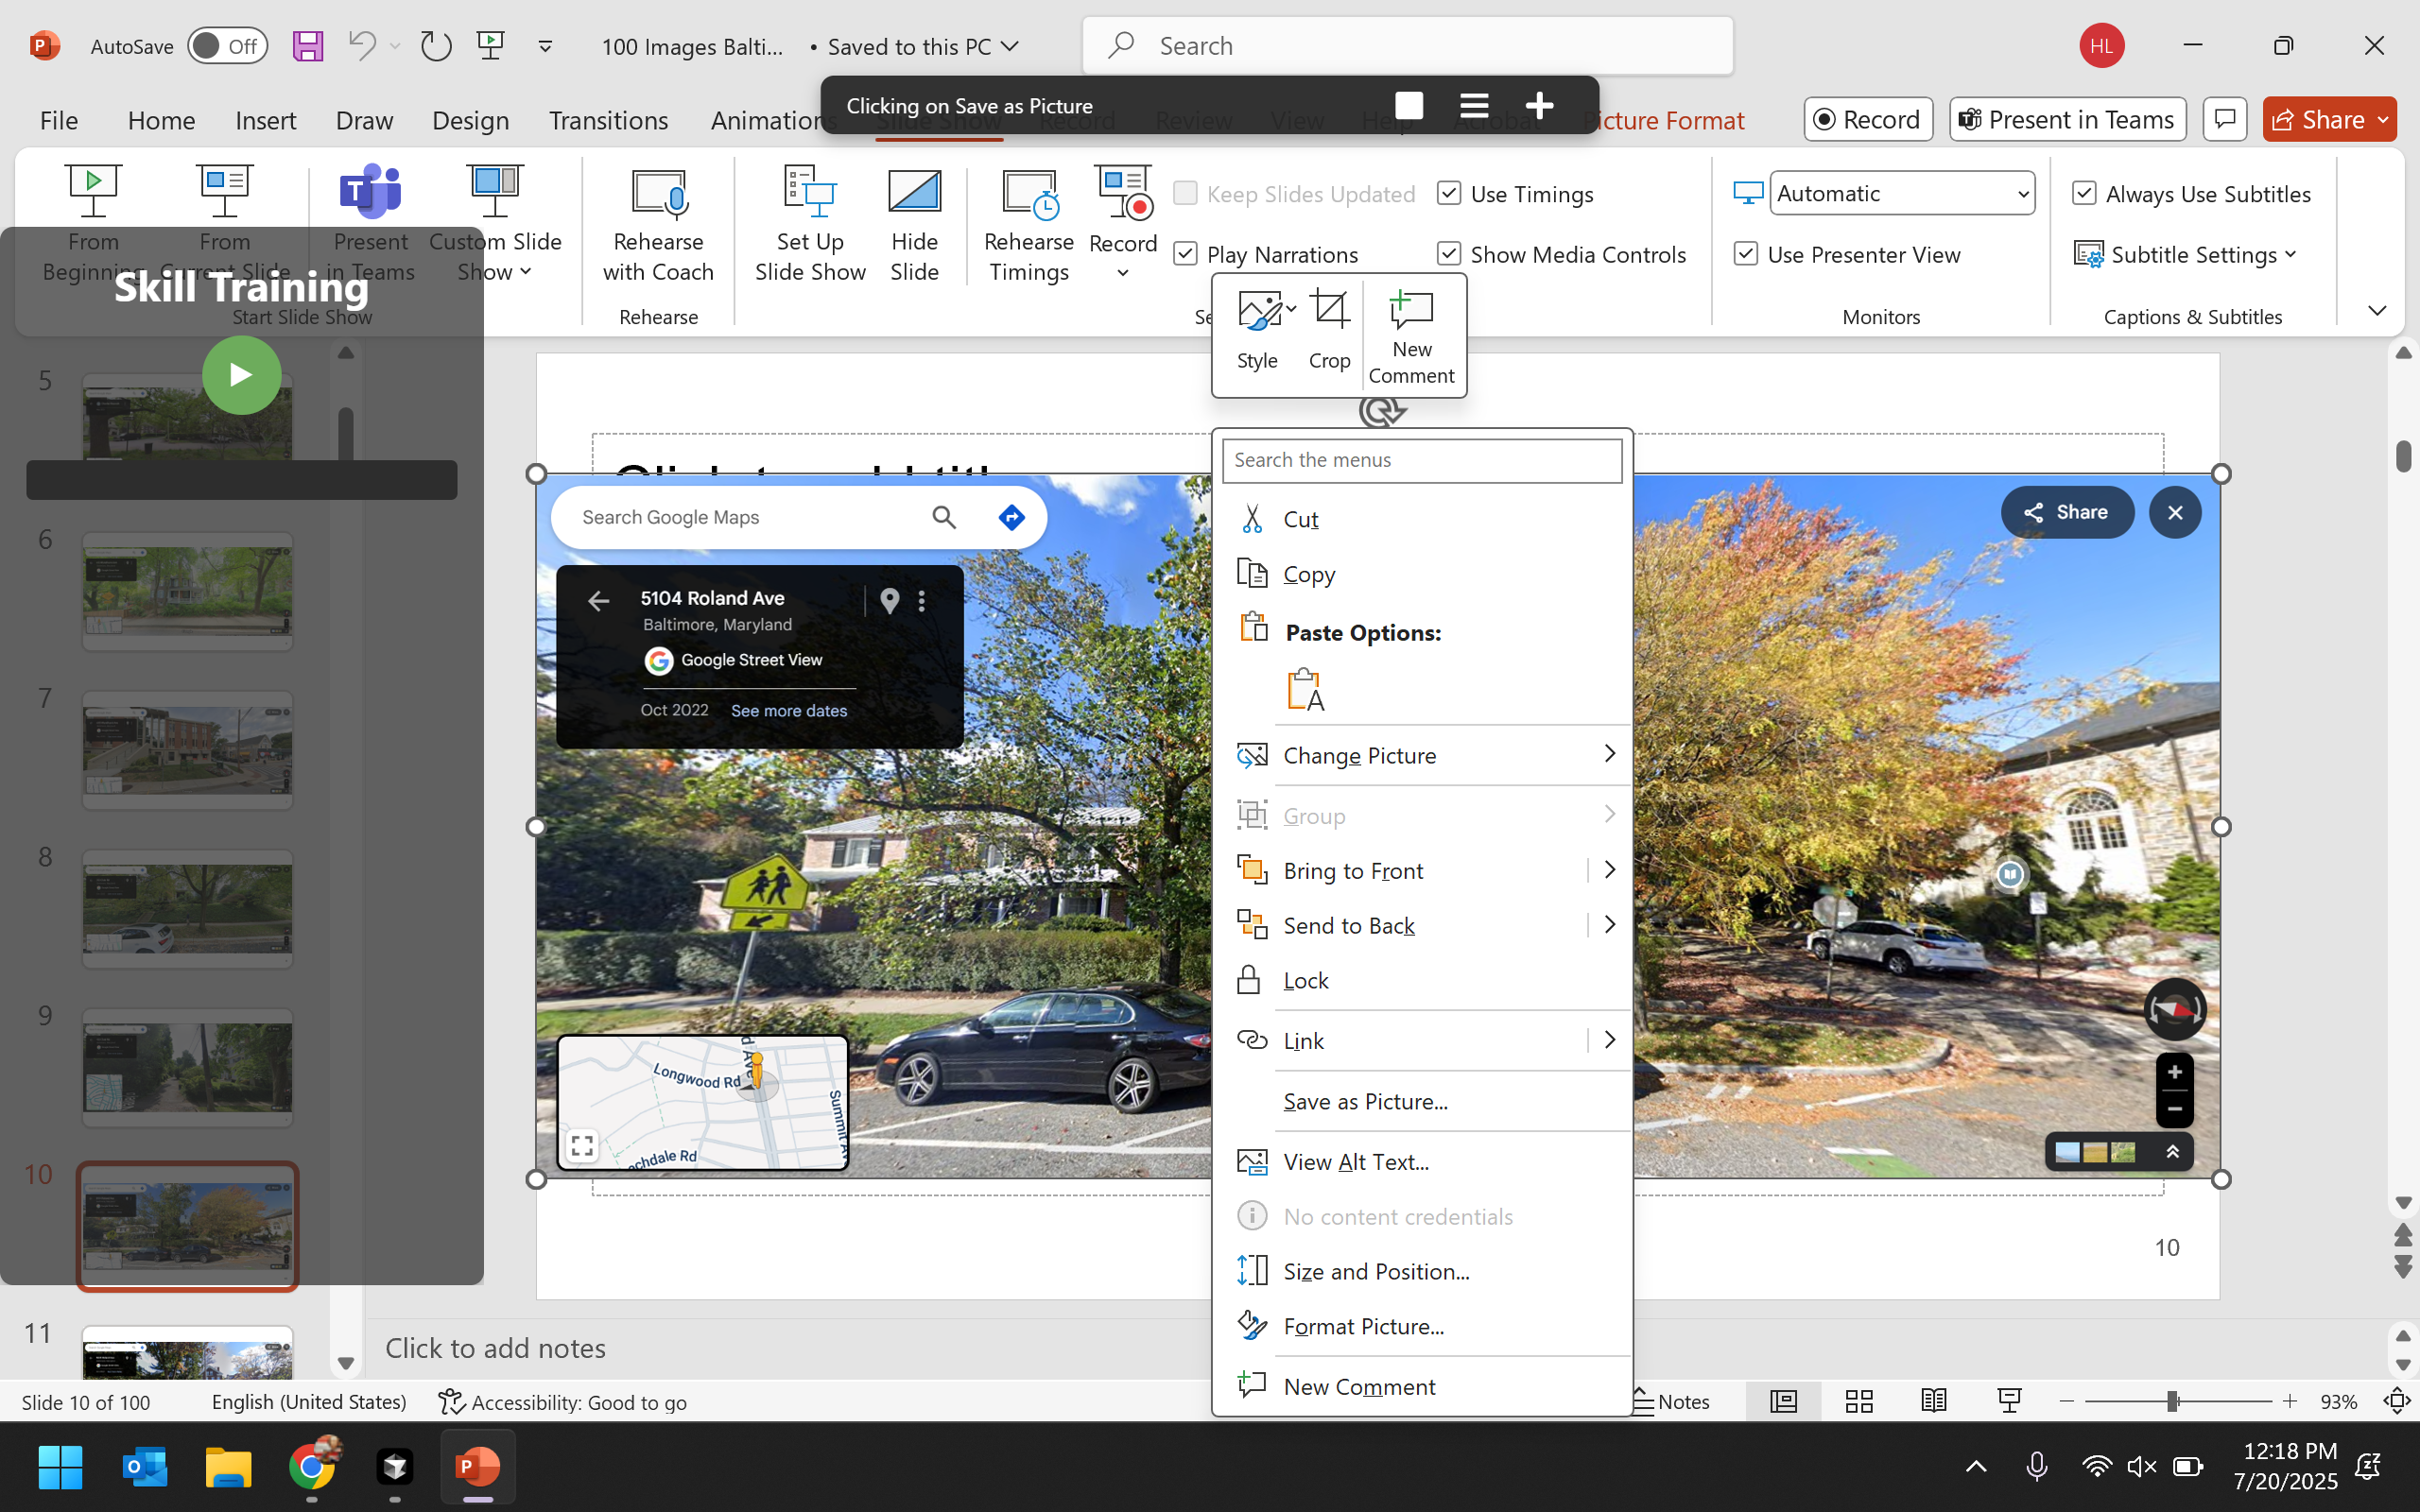 AutoSave Off 100 Images Balti... • Saved to this PC Search HL
Clicking on Save as Picture
File Home Insert Draw Design Transitions Animations Slide Show Record Review View Help Acrobat Picture Format Record Present in Teams Share
From Beginning
From Current Slide
Present in Teams
Custom Slide Show
Start Slide Show
Rehearse with Coach
Rehearse
Set Up Slide Show
Hide Slide
Rehearse Timings
Record
Keep Slides Updated
Play Narrations
Use Timings
Show Media Controls
Automatic
Use Presenter View
Monitors
Always Use Subtitles
Subtitle Settings
Captions & Subtitles
Skill Training
Style
Crop
New Comment
5
6
7
8
9
10
11
Search Google Maps
5104 Roland Ave
Baltimore, Maryland
Google Street View
Oct 2022 See more dates
Longwood Rd
Share
Search the menus
Cut
Copy
Paste Options:
Change Picture
Group
Bring to Front
Send to Back
Lock
Link
Save as Picture...
View Alt Text...
No content credentials
Size and Position...
Format Picture...
New Comment
10
Click to add notes
Slide 10 of 100 English (United States) Accessibility: Good to go Notes 93%
12:18 PM
7/20/2025